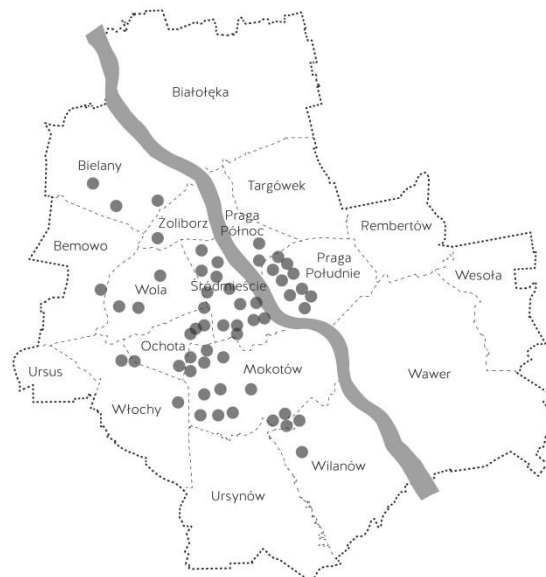 Białołęka
Bielany
Targówek
Żoliborz
Praga
Północ
Rembertów
Bemowo
Praga
Południe
Wesoła
Wola
Śródmieście
Ochota
Ursus
Mokotów
Wawer
Włochy
Wilanów
Ursynów